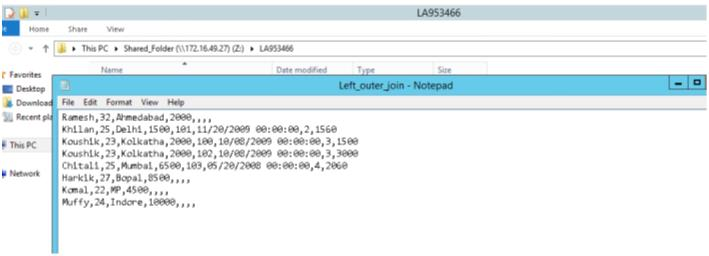 LA953466
Home Share View
This PC Shared_Folder (\\172.16.49.27) (Z:) LA953466
Name Date modified Type Size
Favorites
Desktop
Download
Recent pla
This PC
Network
Left_outer_join - Notepad
File Edit Format View Help
Ramesh,32,Ahmedabad,2000,,,,
Khilan,25,Delhi,1500,101,11/20/2009 00:00:00,2,1560
Koushik,23,Kolkatha,2000,100,10/08/2009 00:00:00,3,1500
Koushik,23,Kolkatha,2000,102,10/08/2009 00:00:00,3,3000
Chitali,25,Mumbai,6500,103,05/20/2008 00:00:00,4,2060
Harkik,27,Bopal,8500,,,,
Komal,22,MP,4500,,,,
Muffy,24,Indore,10000,,,,